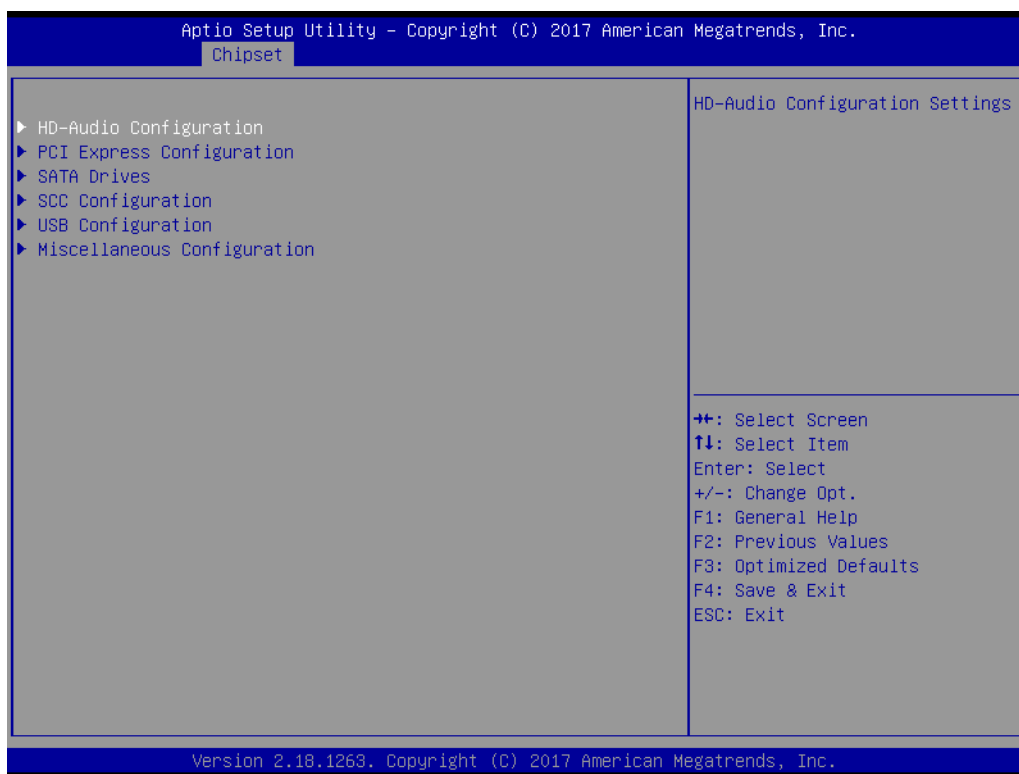 Aptio Setup Utility – Copyright (C) 2017 American Megatrends, Inc.
Chipset
▶ HD-Audio Configuration
▶ PCI Express Configuration
▶ SATA Drives
▶ SCC Configuration
▶ USB Configuration
▶ Miscellaneous Configuration
HD-Audio Configuration Settings
→←: Select Screen
↑↓: Select Item
Enter: Select
+/-: Change Opt.
F1: General Help
F2: Previous Values
F3: Optimized Defaults
F4: Save & Exit
ESC: Exit
Version 2.18.1263. Copyright (C) 2017 American Megatrends, Inc.